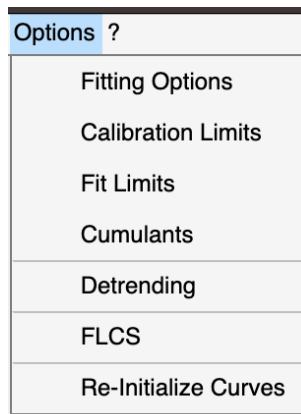 Options ?
Fitting Options
Calibration Limits
Fit Limits
Cumulants
Detrending
FLCS
Re-Initialize Curves